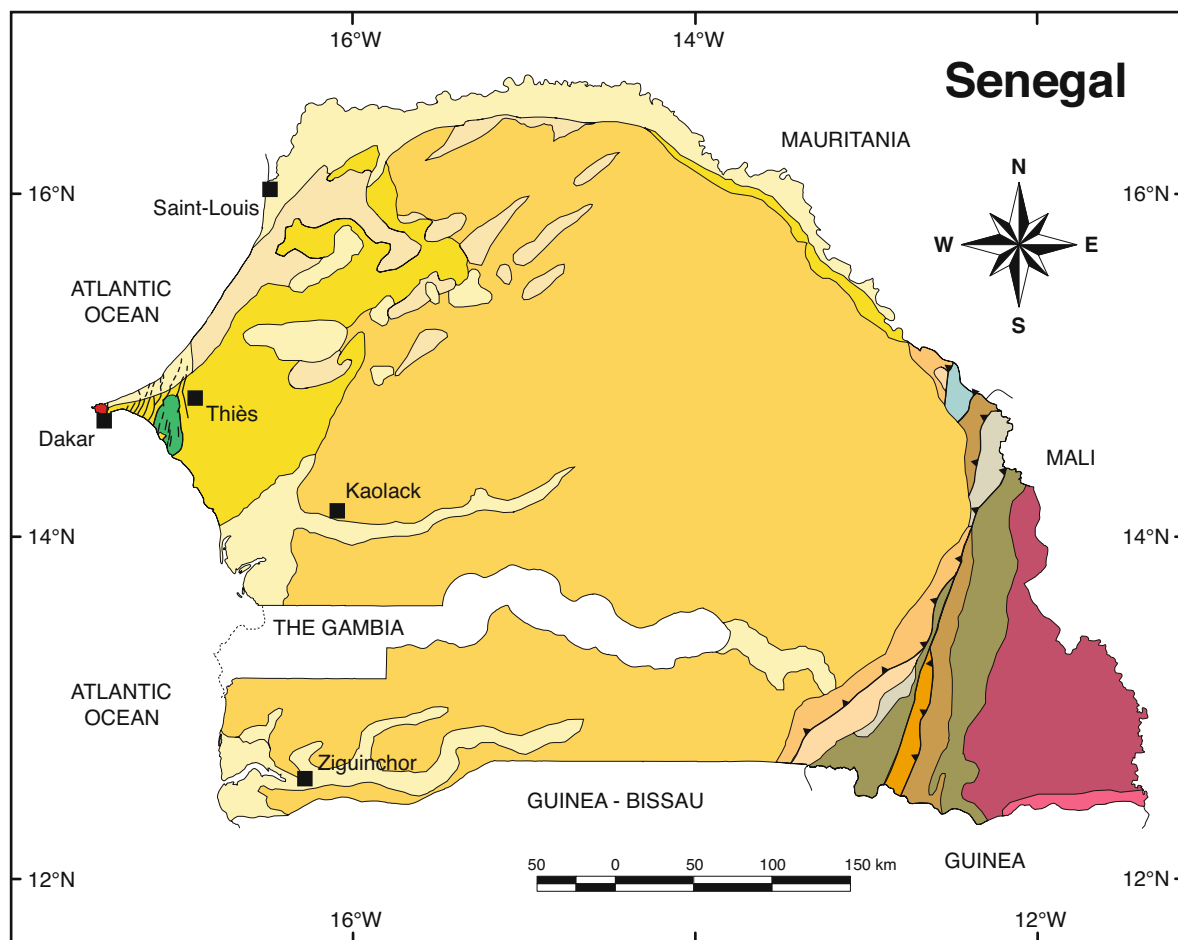 16°W
14°W
Senegal
MAURITANIA
N
16°N
16°N
Saint-Louis
W
E
ATLANTIC
OCEAN
S
Thiès
Dakar
MALI
Kaolack
14°N
14°N
THE GAMBIA
ATLANTIC
OCEAN
Ziguinchor
GUINEA - BISSAU
GUINEA
50
0
50
100
150 km
12°N
12°N
16°W
12°W